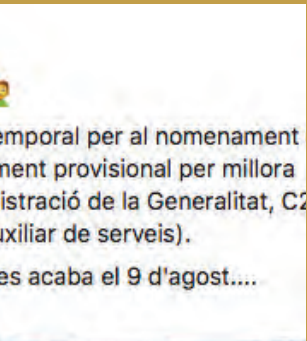 emporal per al nomenament
ment provisional per millora
istració de la Generalitat, C2
uxiliar de serveis).
es acaba el 9 d'agost....